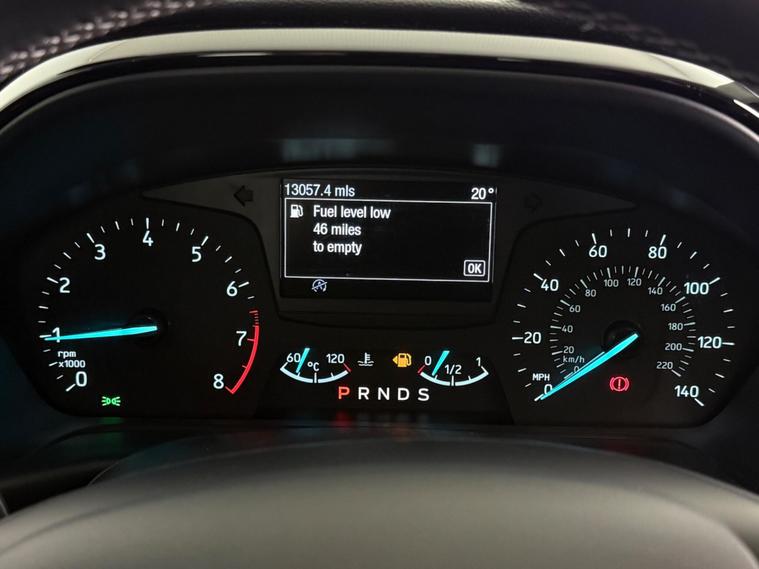 13057.4 mls 20°
Fuel level low
46 miles
to empty
OK
0 1 2 3 4 5 6 7 8
rpm
x1000
60 °C 120
0 1/2 1
P R N D S
0 20 40 60 80 100 120 140
MPH
0 20 40 60 80 100 120 140 160 180 200 220
km/h